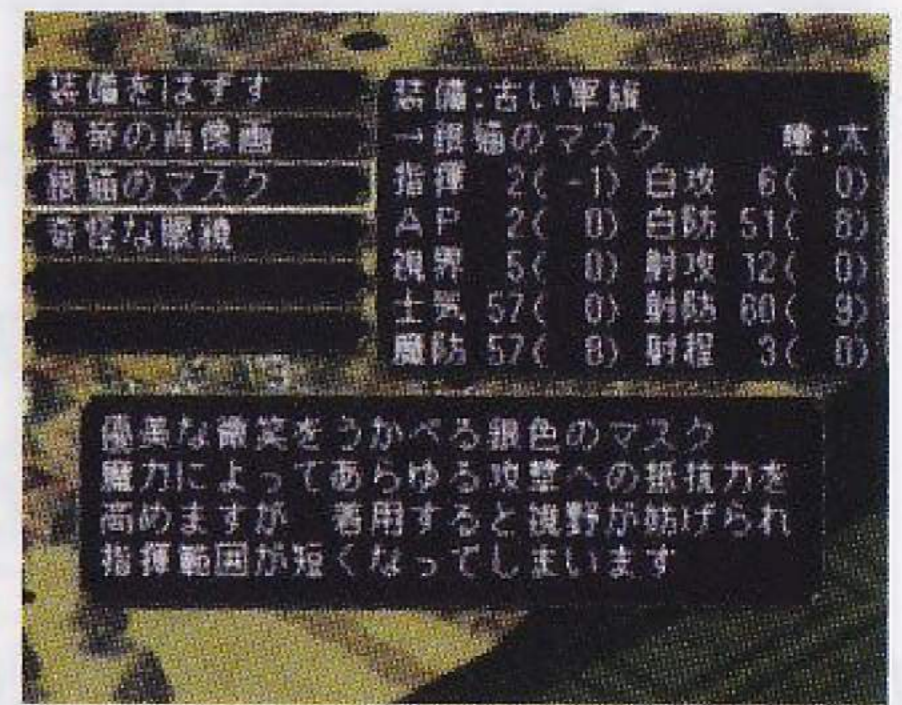 装備をはずす
皇帝の肖像画
銀猫のマスク
奇怪な眼鏡
装備:古い軍旗
→銀猫のマスク
指揮 2( -1) 白攻 6( 0)
AP 2( 0) 白防 51( 8)
視界 5( 0) 射攻 12( 0)
士気 57( 0) 射防 60( 9)
魔防 57( 8) 射程 3( 0)
優美な微笑をうかべる銀色のマスク
魔力によってあらゆる攻撃への抵抗力を
高めますが 着用すると視野が妨げられ
指揮範囲が短くなってしまいます